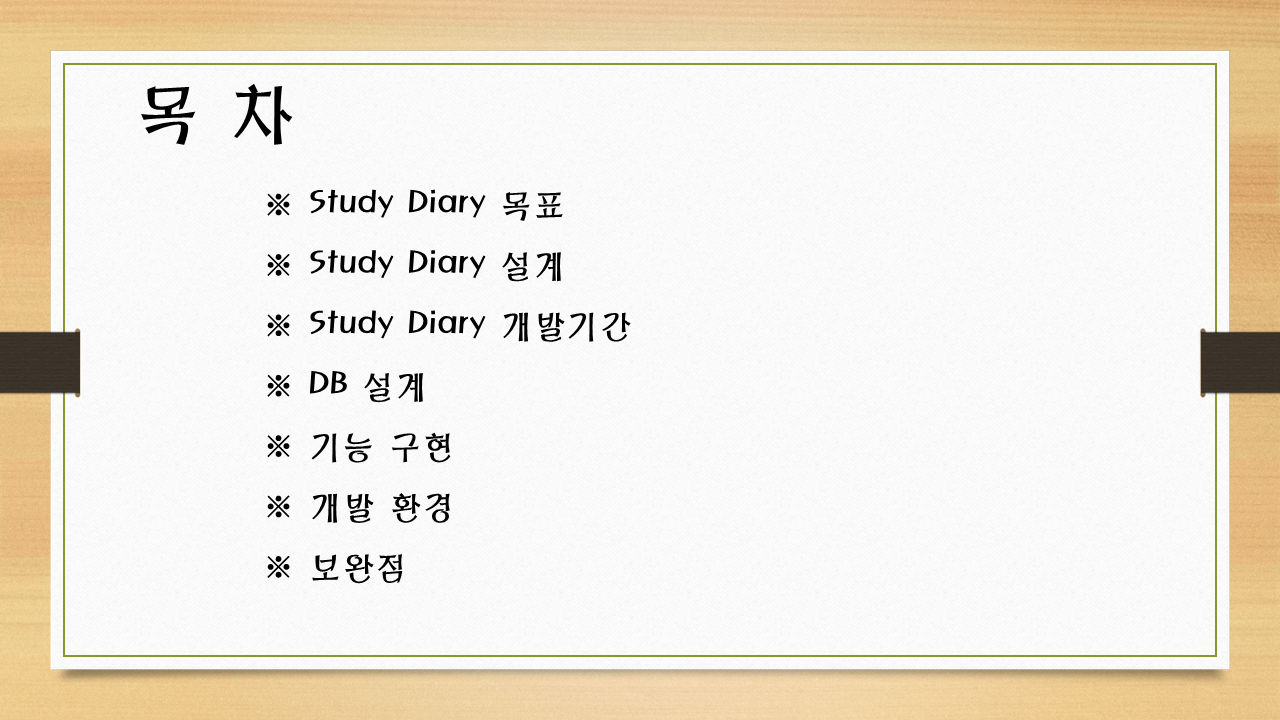 목 차
※ Study Diary 목표
※ Study Diary 설계
※ Study Diary 개발기간
※ DB 설계
※ 기능 구현
※ 개발 환경
※ 보완점